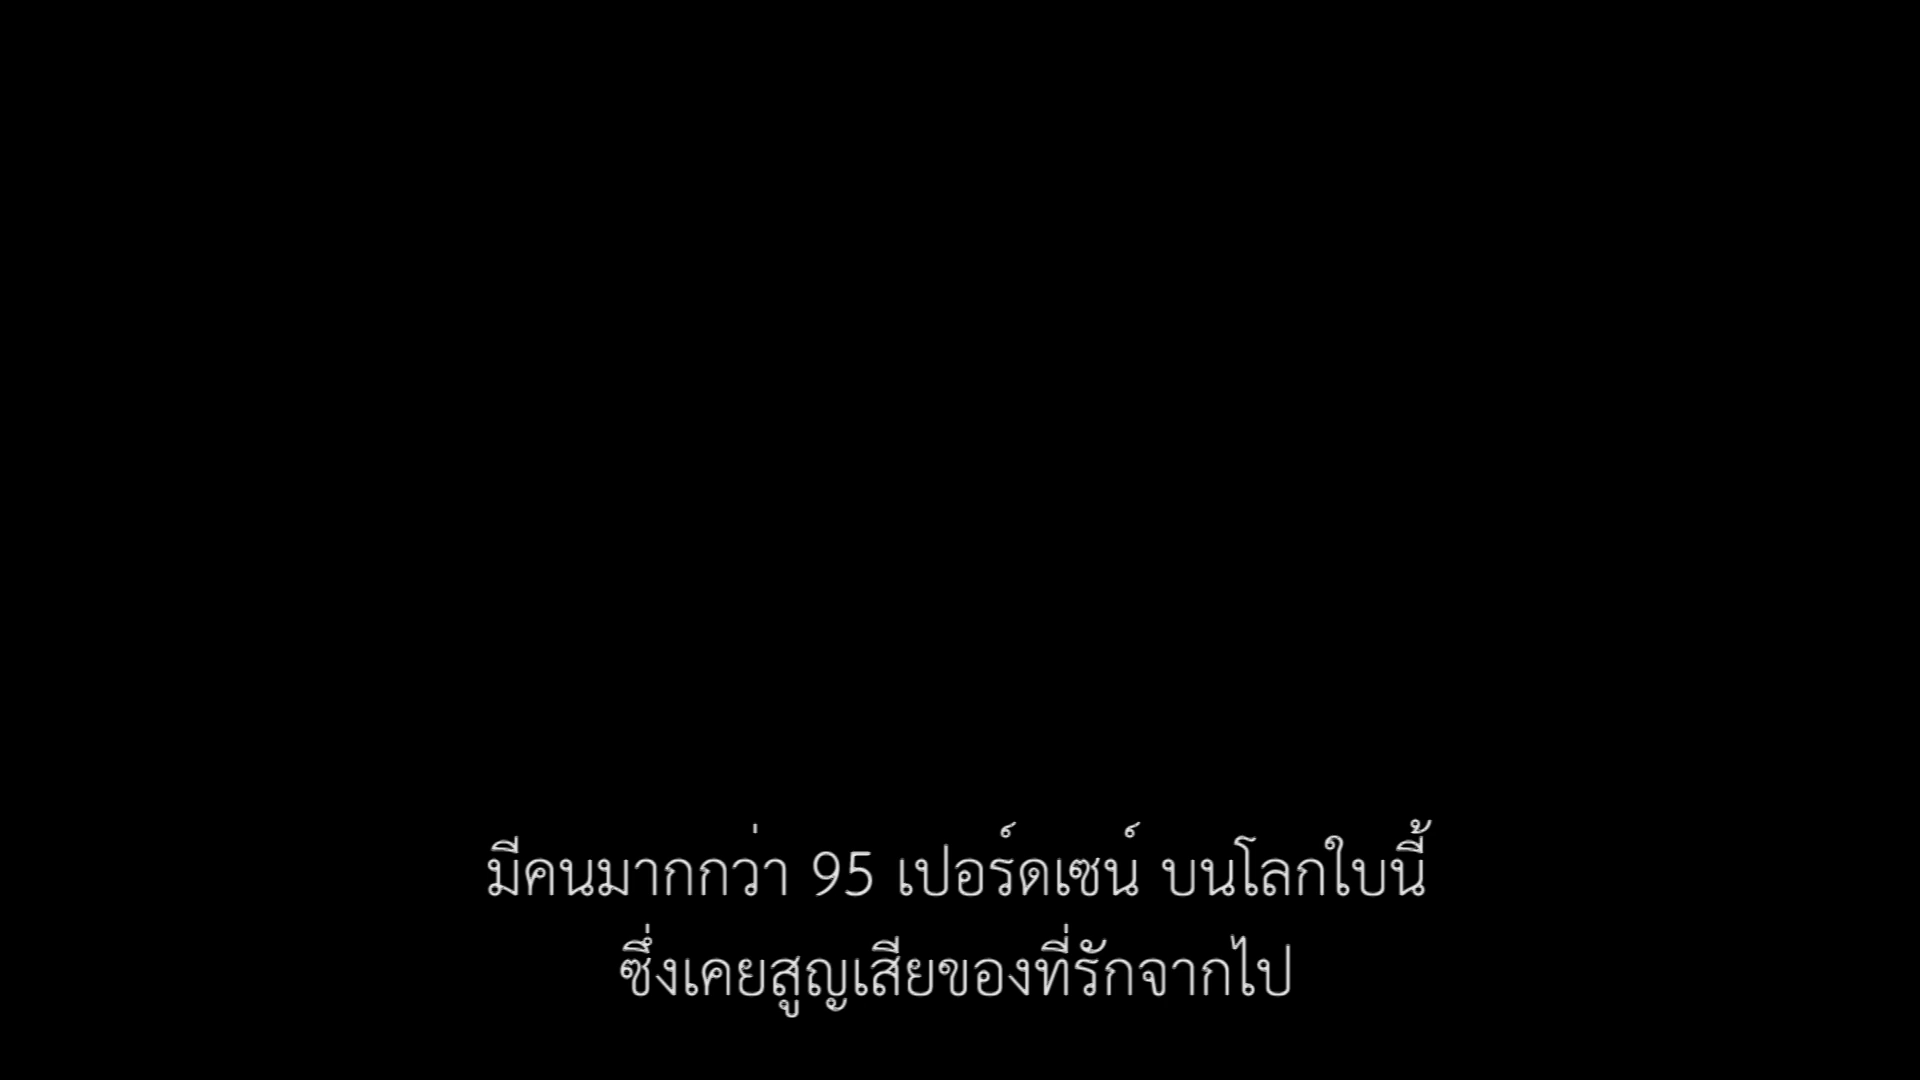 มีคนมากกว่า 95 เปอร์ดเซน์ บนโลกใบนี้
ซึ่งเคยสูญเสียของที่รักจากไป